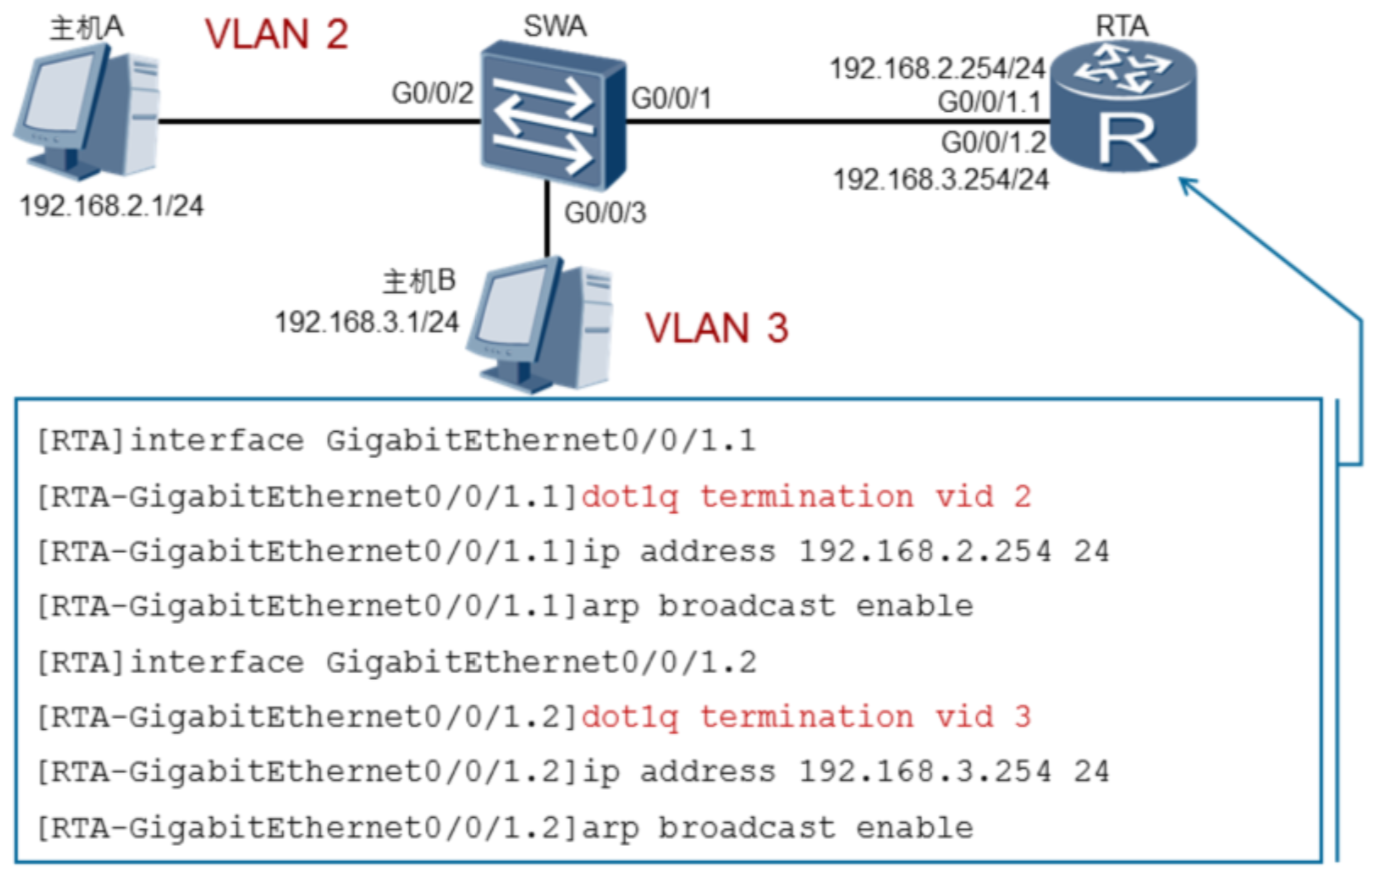 主机A
VLAN 2
SWA
RTA
192.168.2.254/24
G0/0/2
G0/0/1
G0/0/1.1
G0/0/1.2
192.168.3.254/24
192.168.2.1/24
G0/0/3
主机B
192.168.3.1/24
VLAN 3
R
[RTA]interface GigabitEthernet0/0/1.1
[RTA-GigabitEthernet0/0/1.1]dot1q termination vid 2
[RTA-GigabitEthernet0/0/1.1]ip address 192.168.2.254 24
[RTA-GigabitEthernet0/0/1.1]arp broadcast enable
[RTA]interface GigabitEthernet0/0/1.2
[RTA-GigabitEthernet0/0/1.2]dot1q termination vid 3
[RTA-GigabitEthernet0/0/1.2]ip address 192.168.3.254 24
[RTA-GigabitEthernet0/0/1.2]arp broadcast enable